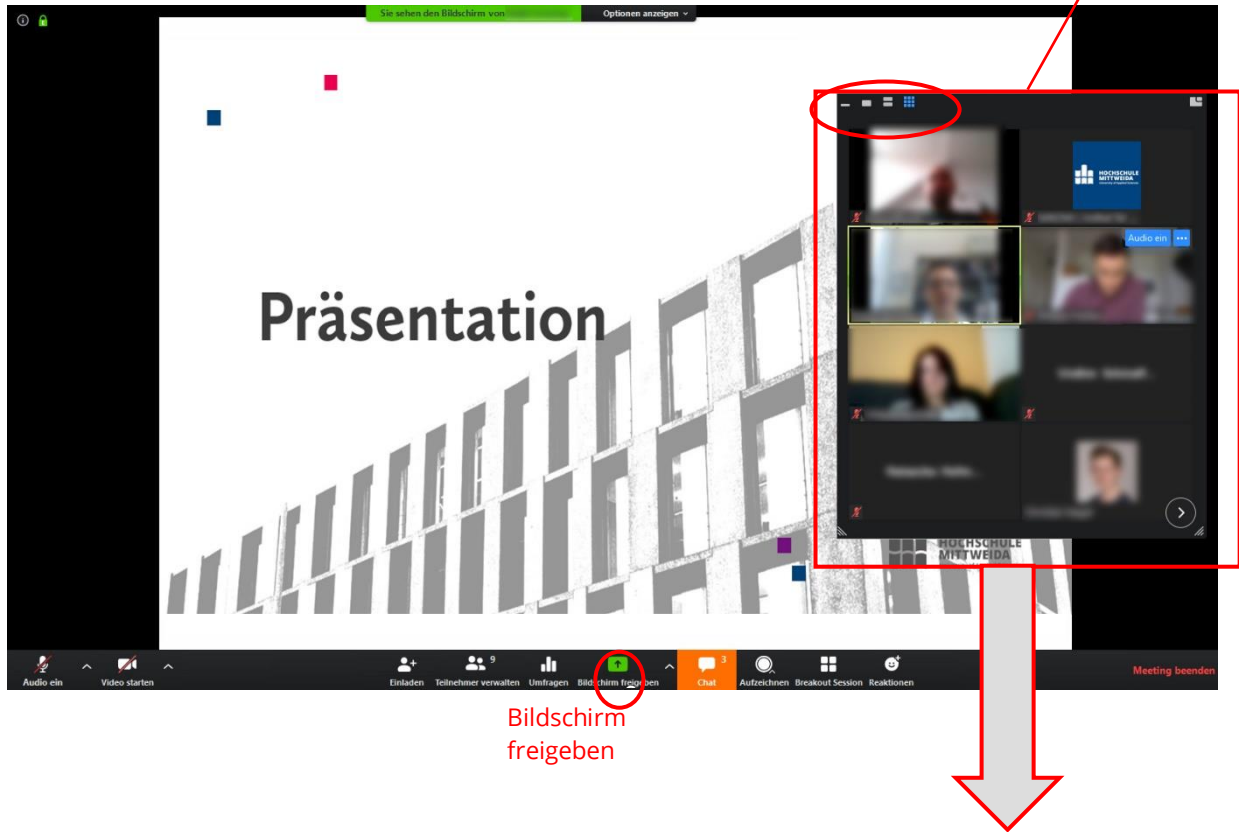 Sie sehen den Bildschirm von
Optionen anzeigen
HOCHSCHULE
MITTWEIDA
Audio ein
Präsentation
HOCHSCHULE
MITTWEIDA
Audio ein
Video starten
Einladen
9
Teilnehmer verwalten
Umfragen
Bildschirm freigeben
3
Chat
Aufzeichnen
Breakout Session
Reaktionen
Meeting beenden
Bildschirm
freigeben